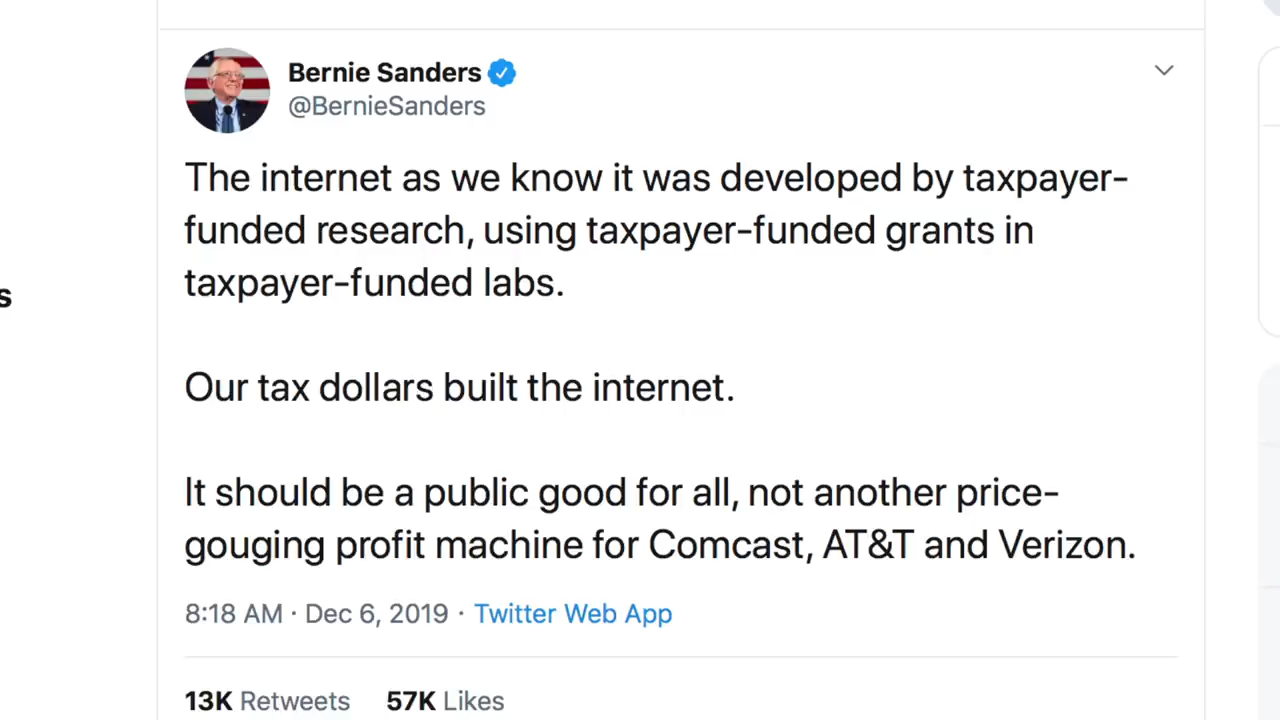 Bernie Sanders
@BernieSanders
The internet as we know it was developed by taxpayer-
funded research, using taxpayer-funded grants in
taxpayer-funded labs.
s
Our tax dollars built the internet.
It should be a public good for all, not another price-
gouging profit machine for Comcast, AT&T and Verizon.
8:18 AM · Dec 6, 2019 · Twitter Web App
13K Retweets 57K Likes